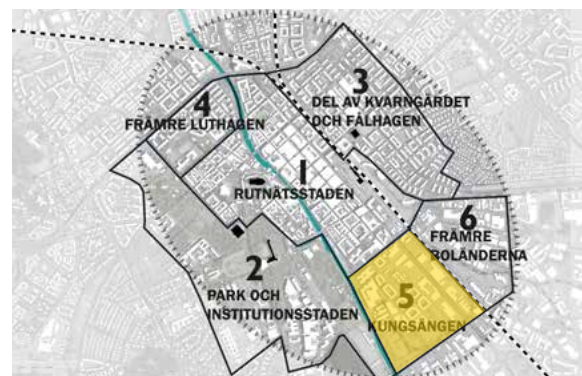 3
DEL AV KVARNGÄRDET
OCH FÅLHAGEN
4
FRÄMRE LUTHAGEN
1
RUTNÄTSSTADEN
6
FRÄMRE
BOLÄNDERNA
2
PARK OCH
INSTITUTIONSSTADEN
5
KUNGSÄNGEN